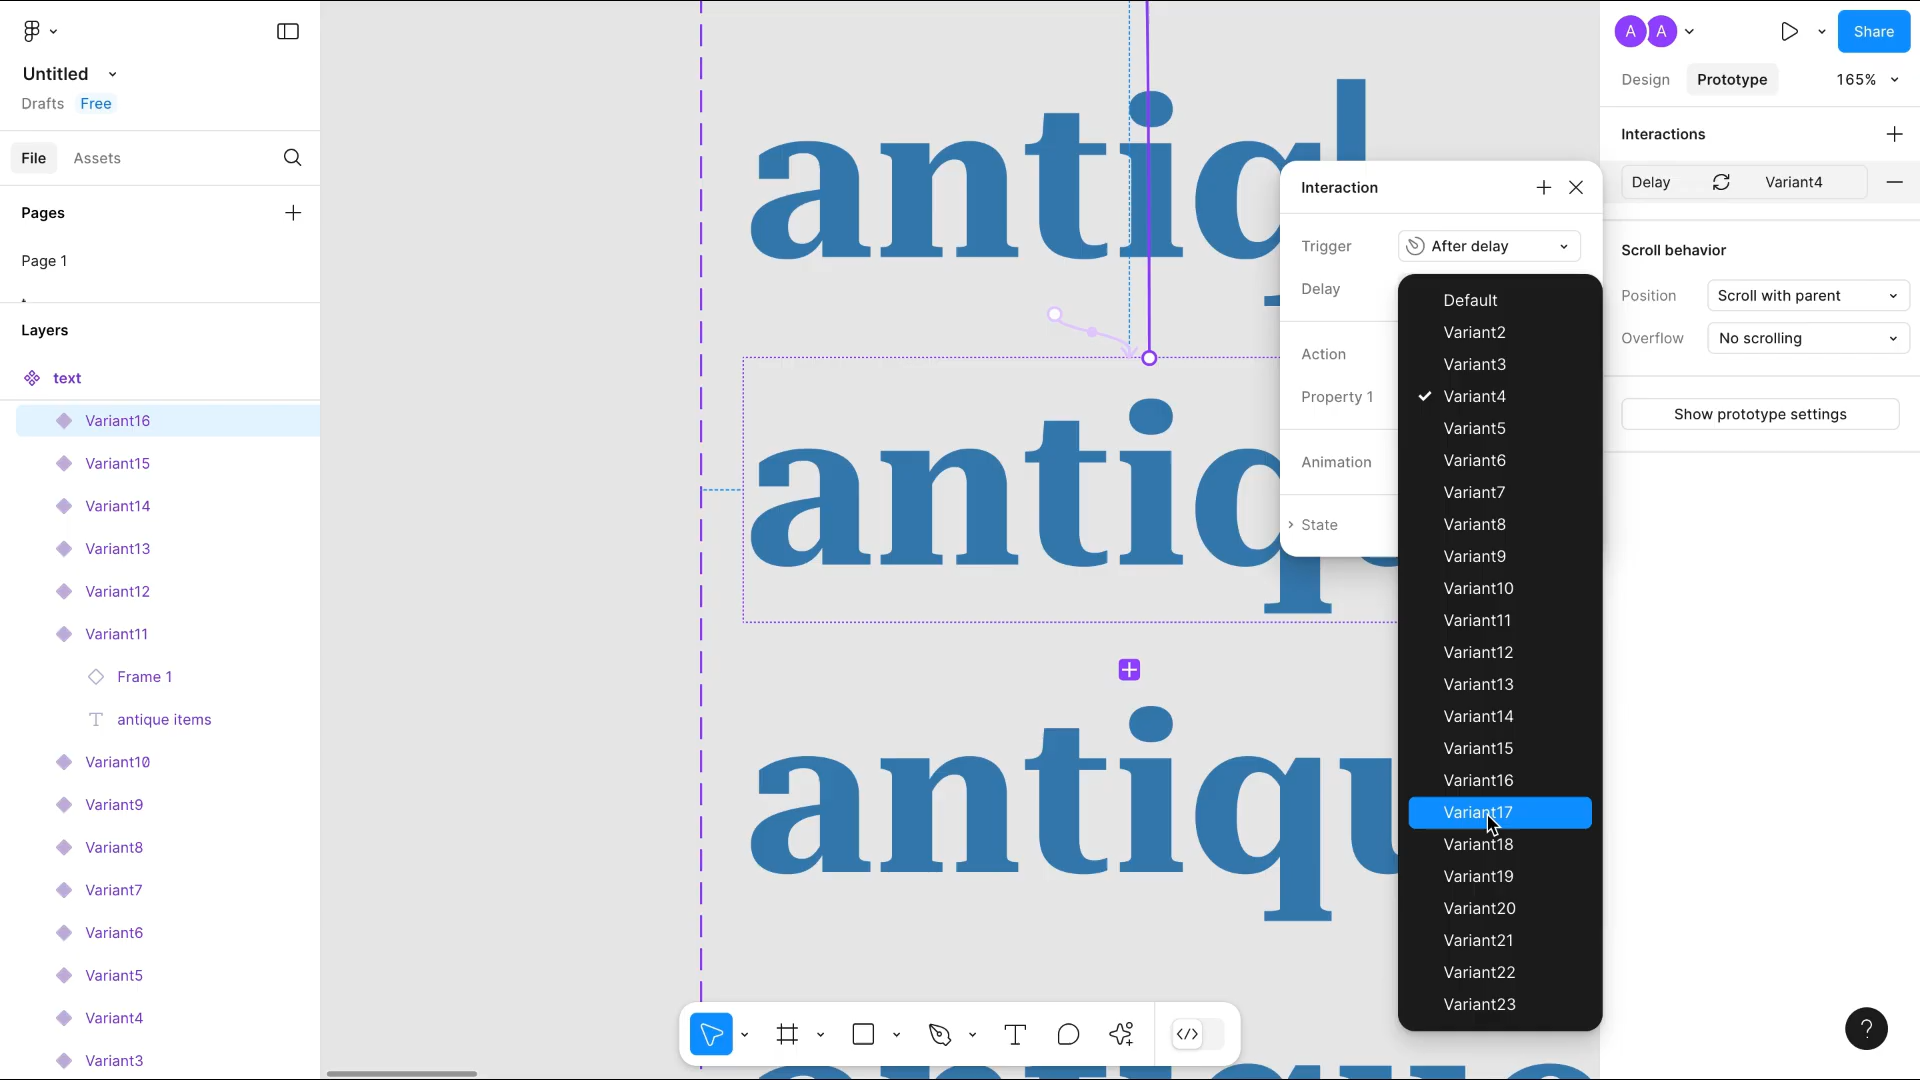 Untitled
Drafts Free
File Assets
Pages
Page 1
Layers
text
Variant16
Variant15
Variant14
Variant13
Variant12
Variant11
Frame 1
antique items
Variant10
Variant9
Variant8
Variant7
Variant6
Variant5
Variant4
Variant3
antiq
antiq
antiqu
Interaction
Trigger After delay
Delay
Action
Property 1
Animation
State
Default
Variant2
Variant3
Variant4
Variant5
Variant6
Variant7
Variant8
Variant9
Variant10
Variant11
Variant12
Variant13
Variant14
Variant15
Variant16
Variant17
Variant18
Variant19
Variant20
Variant21
Variant22
Variant23
A A Share
Design Prototype 165%
Interactions
Delay Variant4
Scroll behavior
Position Scroll with parent
Overflow No scrolling
Show prototype settings
?